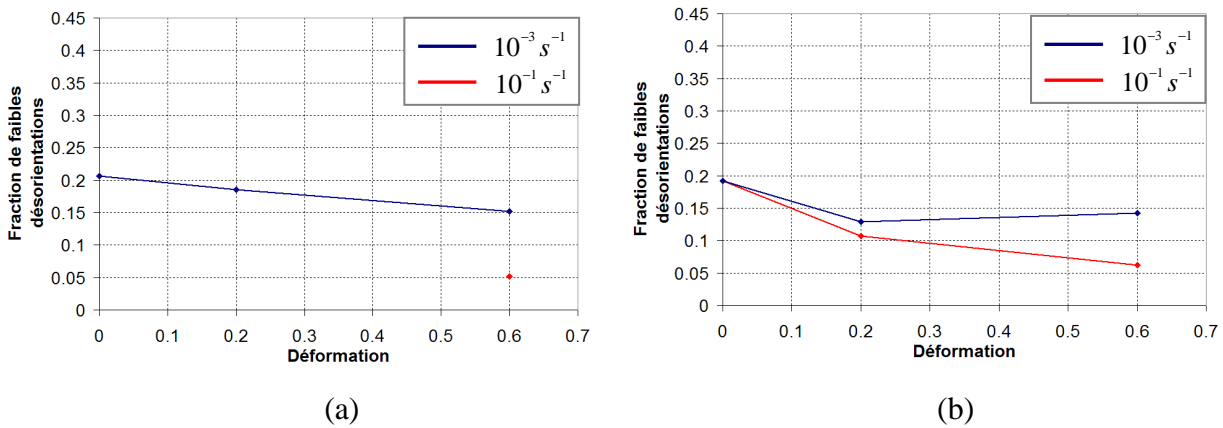 0.45
0.4
0.35
0.3
0.25
0.2
0.15
0.1
0.05
0
Fraction de faibles
désorientations
10⁻³ s⁻¹
10⁻¹ s⁻¹
0 0.1 0.2 0.3 0.4 0.5 0.6 0.7
Déformation
(a)
0.45
0.4
0.35
0.3
0.25
0.2
0.15
0.1
0.05
0
Fraction de faibles
désorientations
10⁻³ s⁻¹
10⁻¹ s⁻¹
0 0.1 0.2 0.3 0.4 0.5 0.6 0.7
Déformation
(b)